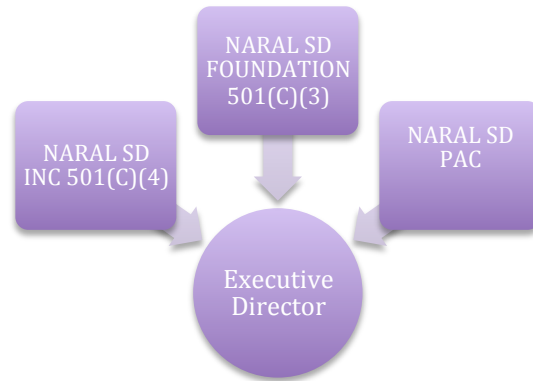 NARAL SD
FOUNDATION
501(C)(3)
NARAL SD
INC 501(C)(4)
NARAL SD
PAC
Executive
Director